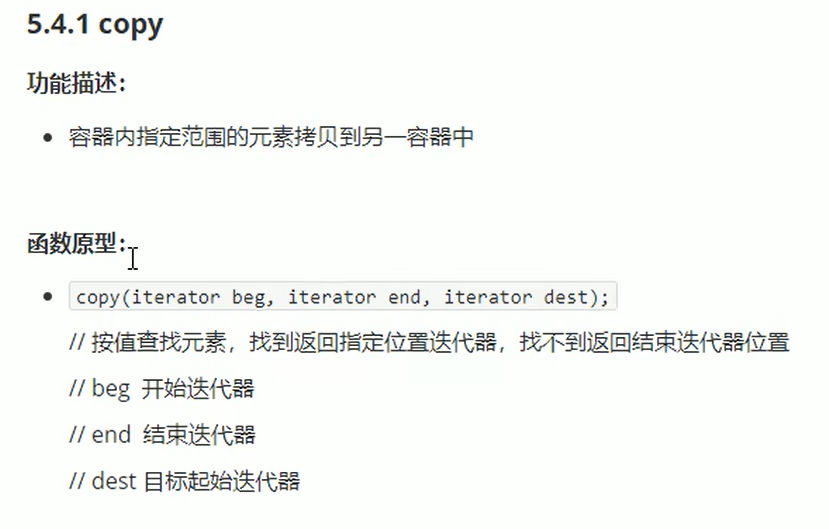 5.4.1 copy
功能描述：
容器内指定范围的元素拷贝到另一容器中
函数原型：
copy(iterator beg, iterator end, iterator dest);
// 按值查找元素，找到返回指定位置迭代器，找不到返回结束迭代器位置
// beg 开始迭代器
// end 结束迭代器
// dest 目标起始迭代器